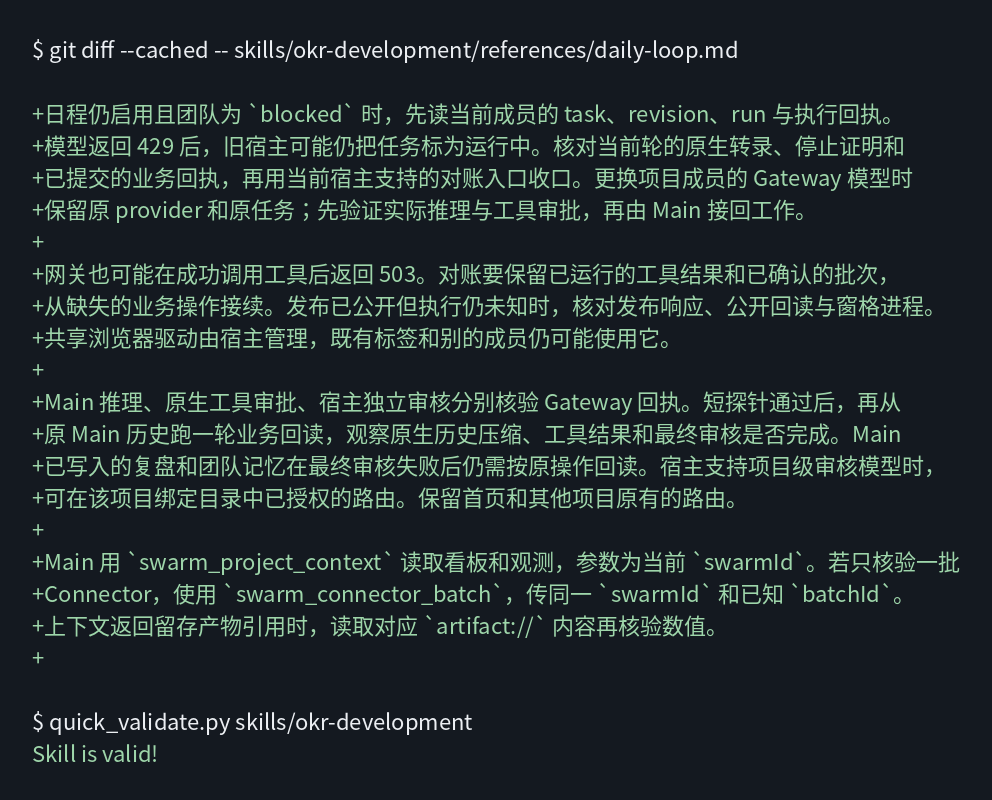 $ git diff --cached -- skills/okr-development/references/daily-loop.md
+日程仍启用且团队为 `blocked` 时，先读当前成员的 task、revision、run 与执行回执。
+模型返回 429 后，旧宿主可能仍把任务标为运行中。核对当前轮的原生转录、停止证明和
+已提交的业务回执，再用当前宿主支持的对账入口收口。更换项目成员的 Gateway 模型时
+保留原 provider 和原任务；先验证实际推理与工具审批，再由 Main 接回工作。
+
+网关也可能在成功调用工具后返回 503。对账要保留已运行的工具结果和已确认的批次，
+从缺失的业务操作接续。发布已公开但执行仍未知时，核对发布响应、公开回读与窗格进程。
+共享浏览器驱动由宿主管理，既有标签和别的成员仍可能使用它。
+
+Main 推理、原生工具审批、宿主独立审核分别核验 Gateway 回执。短探针通过后，再从
+原 Main 历史跑一轮业务回读，观察原生历史压缩、工具结果和最终审核是否完成。Main
+已写入的复盘和团队记忆在最终审核失败后仍需按原操作回读。宿主支持项目级审核模型时，
+可在该项目绑定目录中已授权的路由。保留首页和其他项目原有的路由。
+
+Main 用 `swarm_project_context` 读取看板和观测，参数为当前 `swarmId`。若只核验一批
+Connector，使用 `swarm_connector_batch`，传同一 `swarmId` 和已知 `batchId`。
+上下文返回留存产物引用时，读取对应 `artifact://` 内容再核验数值。
+
$ quick_validate.py skills/okr-development
Skill is valid!